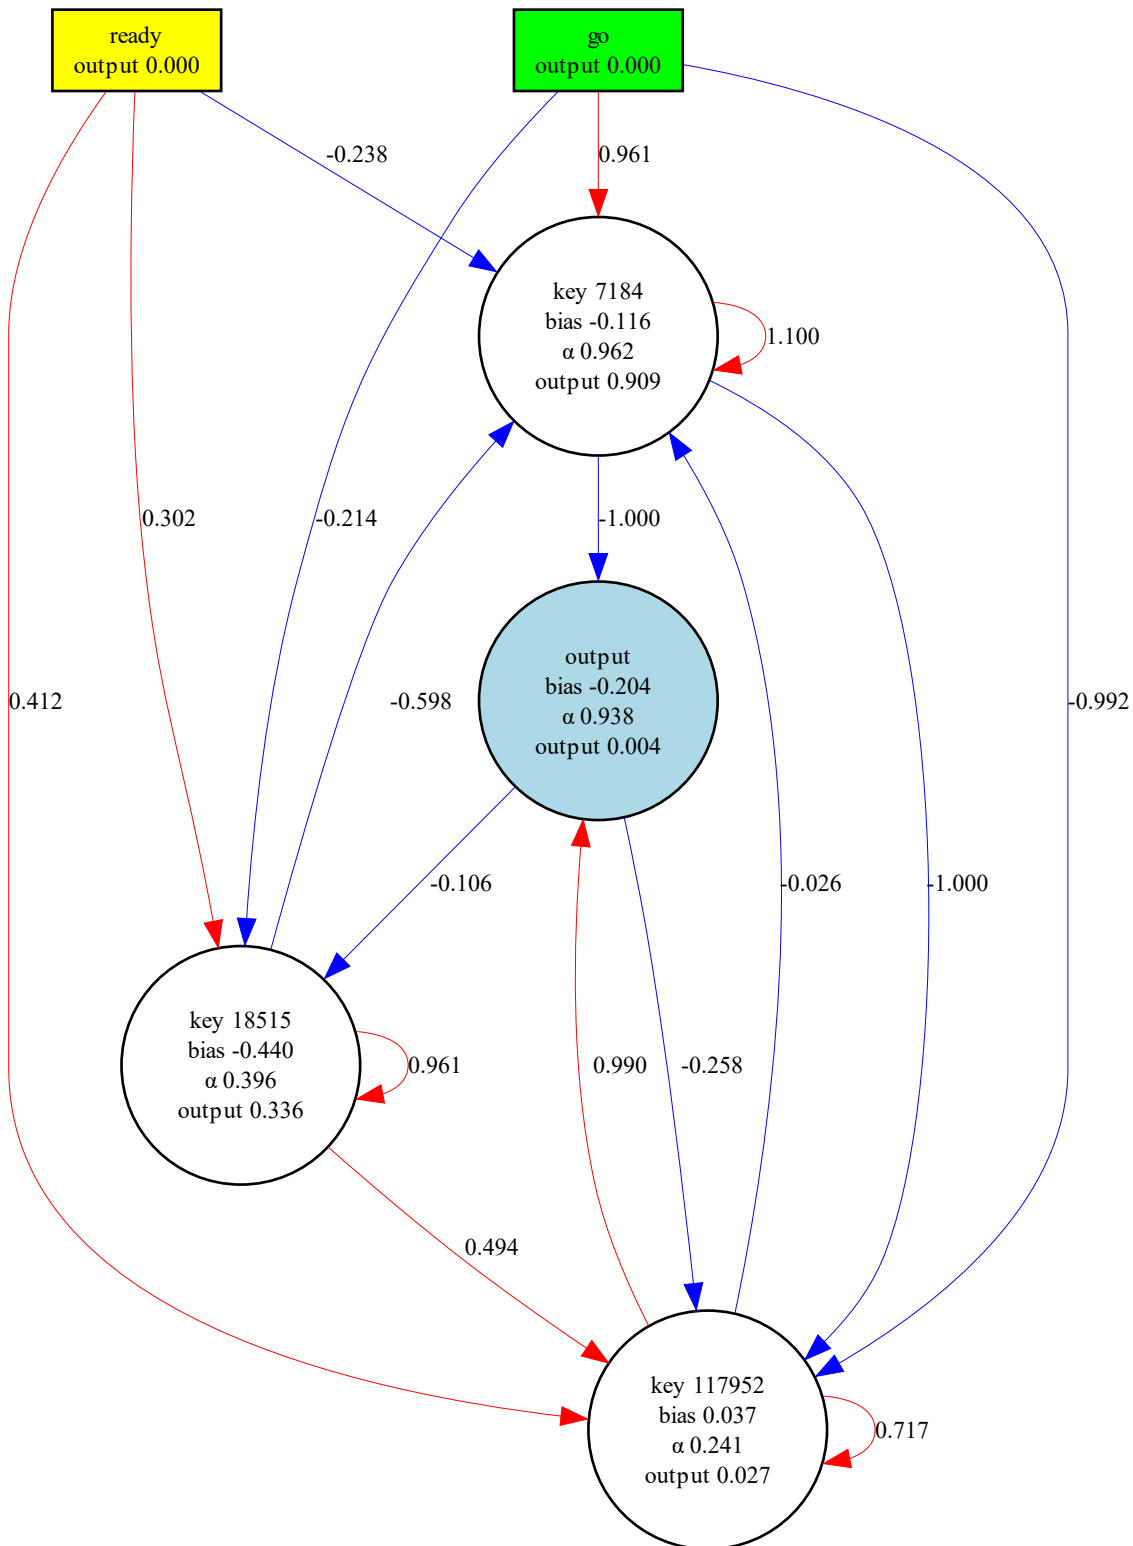 ready
output 0.000
go
output 0.000
-0.238
0.961
key 7184
bias -0.116
α 0.962
output 0.909
1.100
0.302
-0.214
-1.000
output
bias -0.204
α 0.938
output 0.004
0.412
-0.598
-0.992
-0.106
-0.026
-1.000
key 18515
bias -0.440
α 0.396
output 0.336
0.961
0.990
-0.258
0.494
key 117952
bias 0.037
α 0.241
output 0.027
0.717